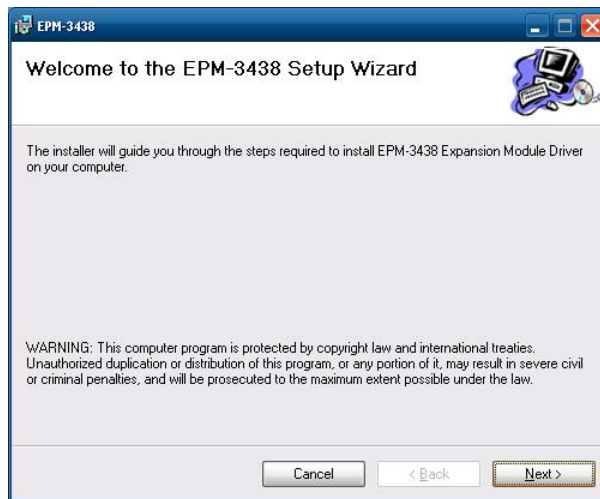 EPM-3438
Welcome to the EPM-3438 Setup Wizard
The installer will guide you through the steps required to install EPM-3438 Expansion Module Driver
on your computer.
WARNING: This computer program is protected by copyright law and international treaties.
Unauthorized duplication or distribution of this program, or any portion of it, may result in severe civil
or criminal penalties, and will be prosecuted to the maximum extent possible under the law.
Cancel < Back Next >